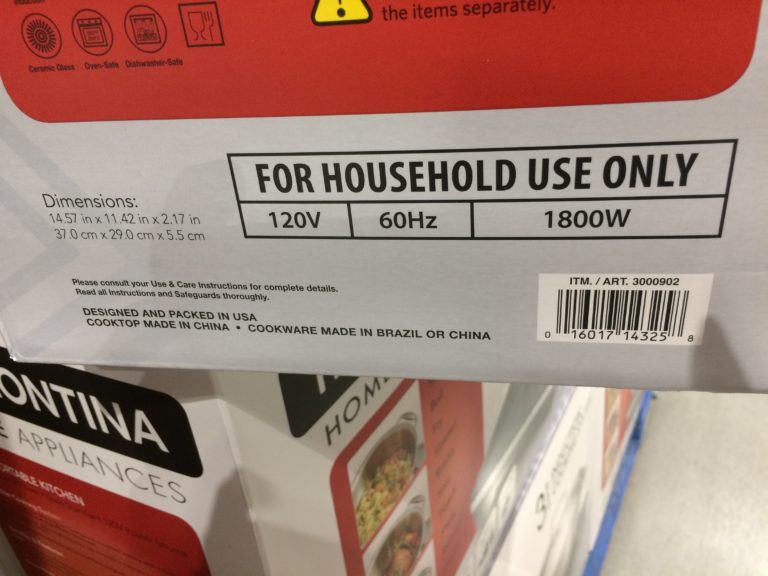 the items separately.
Ceramic Glass Oven-Safe Dishwasher-Safe
FOR HOUSEHOLD USE ONLY
120V 60Hz 1800W
Dimensions:
14.57 in x 11.42 in x 2.17 in
37.0 cm x 29.0 cm x 5.5 cm
Please consult your Use & Care Instructions for complete details.
Read all Instructions and Safeguards thoroughly.
DESIGNED AND PACKED IN USA
COOKTOP MADE IN CHINA • COOKWARE MADE IN BRAZIL OR CHINA
ITM. / ART. 3000902
0 16017 14325 8
ONTINA
E APPLIANCES
HOM
RTABLE KITCHEN